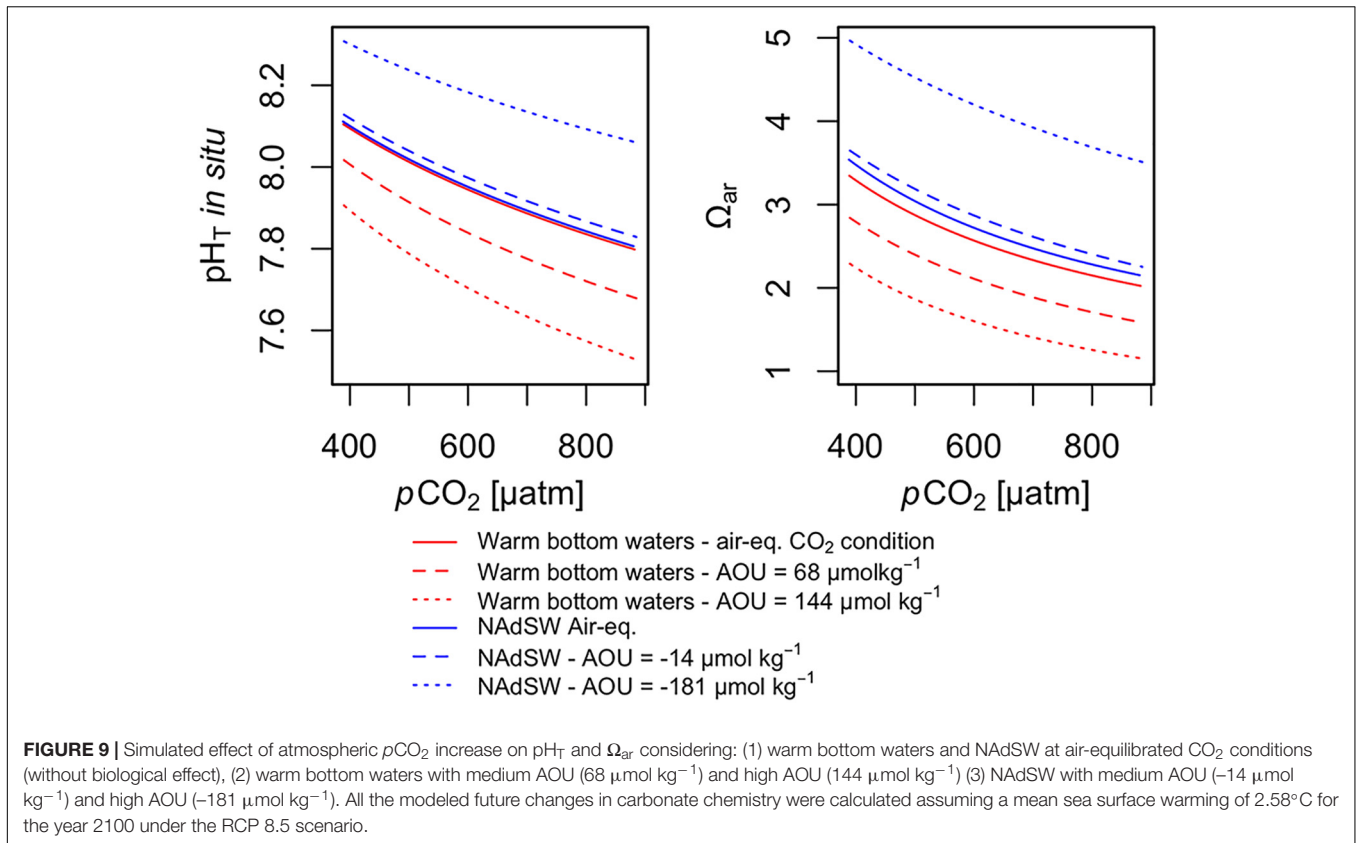 pH_T in situ
8.2
8.0
7.8
7.6
400 600 800
pCO₂ [µatm]
Ω_ar
5
4
3
2
1
400 600 800
pCO₂ [µatm]
Warm bottom waters - air-eq. CO₂ condition
Warm bottom waters - AOU = 68 µmolkg⁻¹
Warm bottom waters - AOU = 144 µmol kg⁻¹
NAdSW Air-eq.
NAdSW - AOU = -14 µmol kg⁻¹
NAdSW - AOU = -181 µmol kg⁻¹
FIGURE 9 | Simulated effect of atmospheric pCO₂ increase on pH_T and Ω_ar considering: (1) warm bottom waters and NAdSW at air-equilibrated CO₂ conditions
(without biological effect), (2) warm bottom waters with medium AOU (68 µmol kg⁻¹) and high AOU (144 µmol kg⁻¹) (3) NAdSW with medium AOU (–14 µmol
kg⁻¹) and high AOU (–181 µmol kg⁻¹). All the modeled future changes in carbonate chemistry were calculated assuming a mean sea surface warming of 2.58°C for
the year 2100 under the RCP 8.5 scenario.